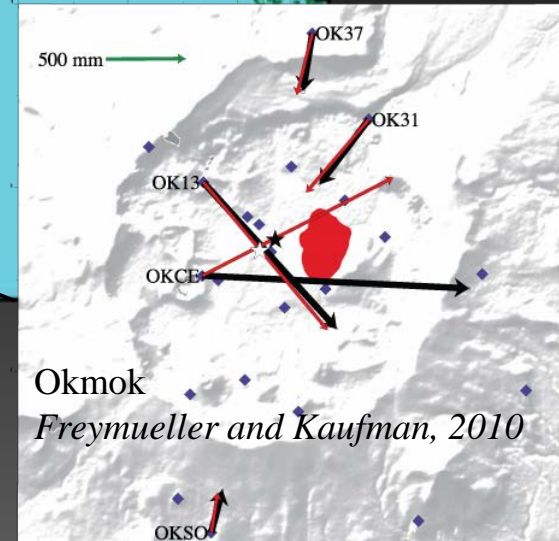 OK37
500 mm
OK31
OK13
OKCE
Okmok
Freymueller and Kaufman, 2010
OKSO